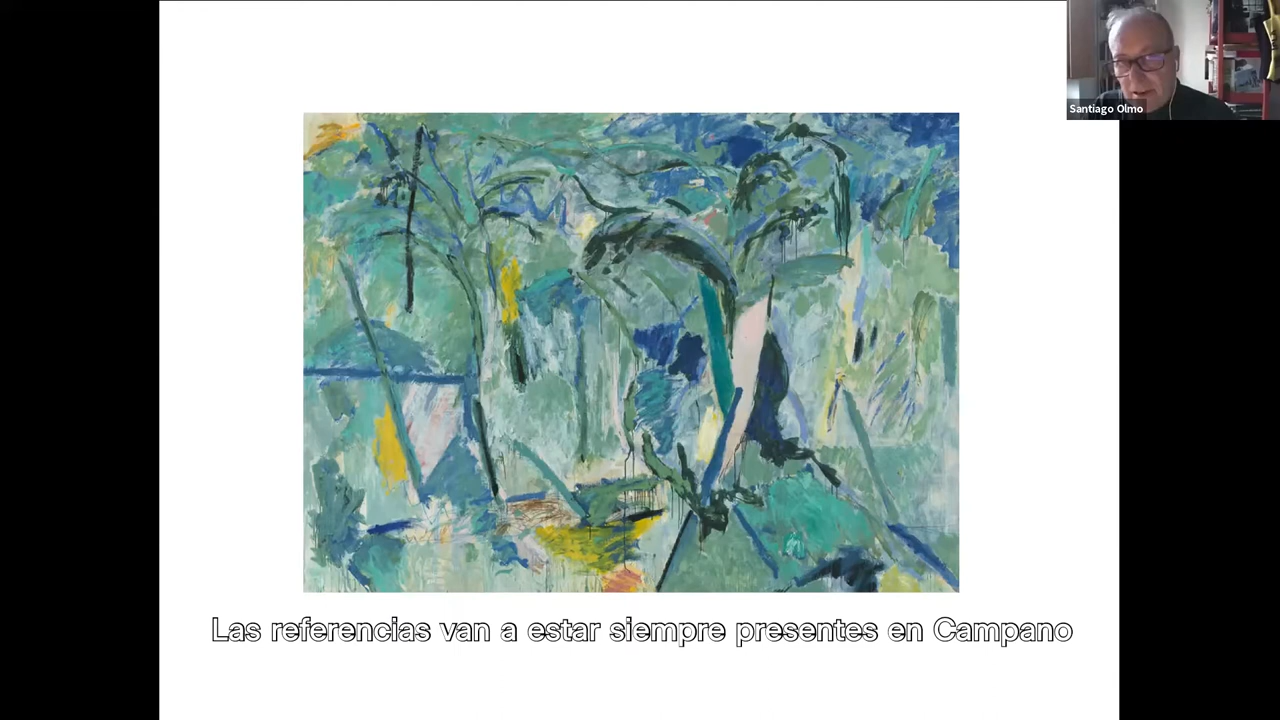 Santiago Olmo
Las referencias van a estar siempre presentes en Campano